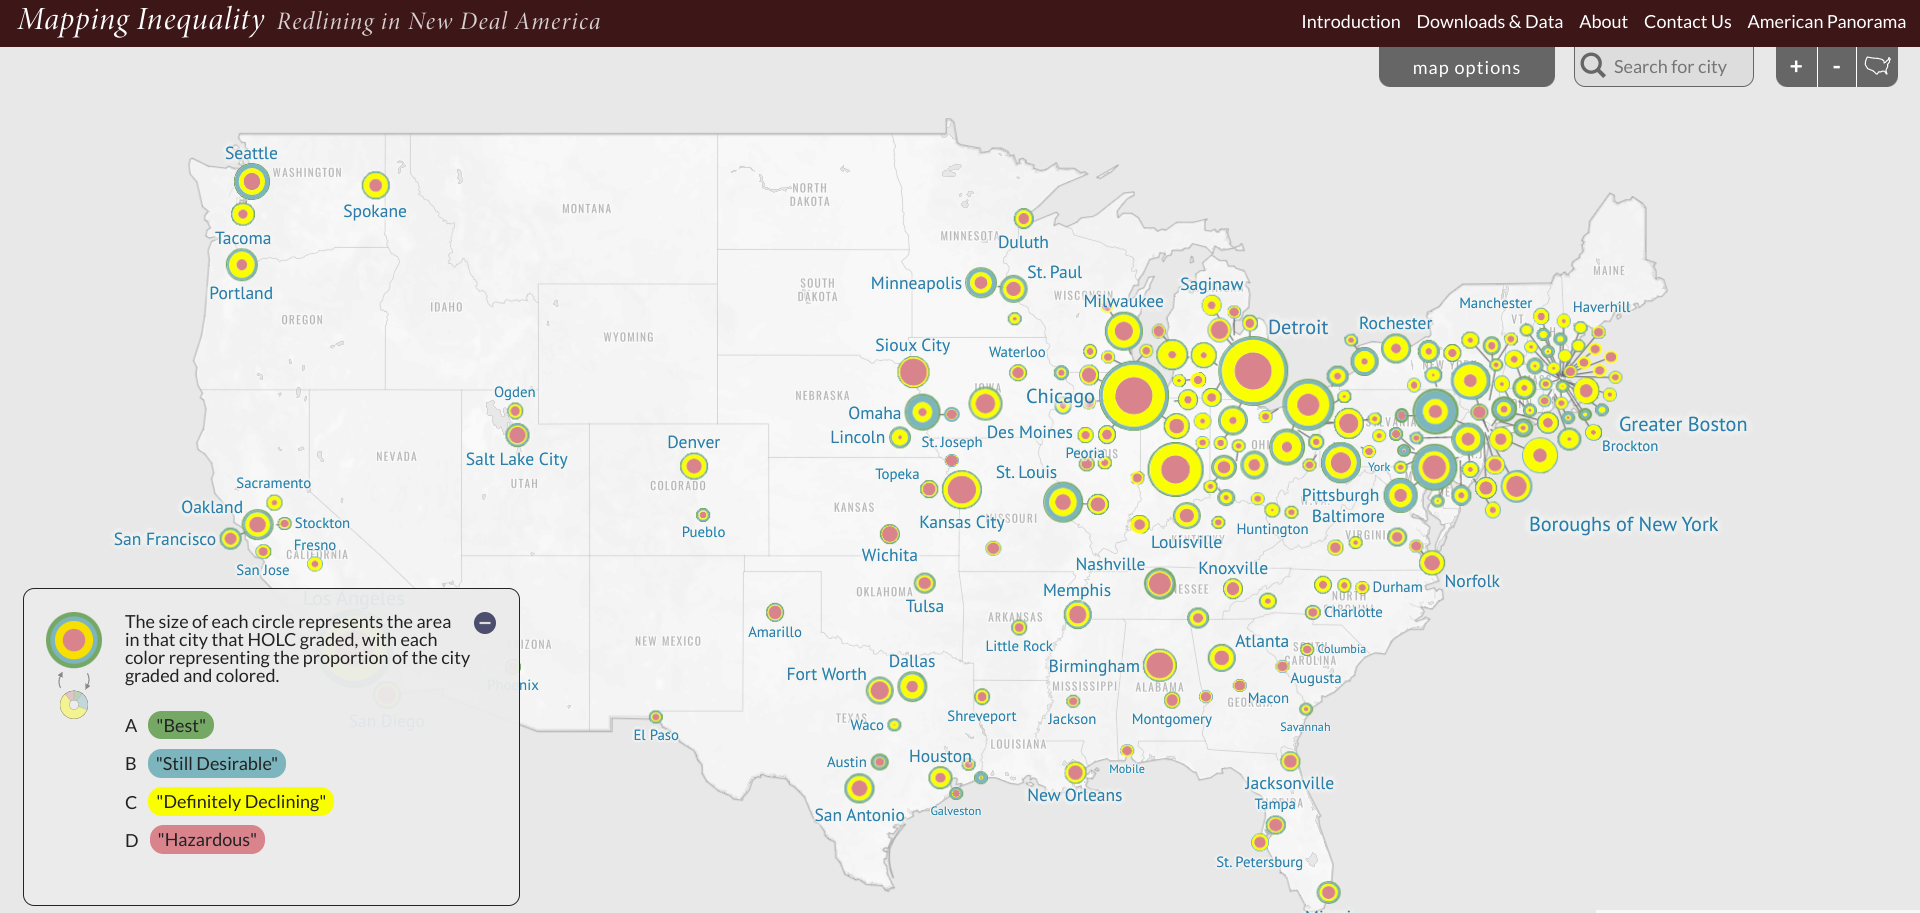 Mapping Inequality Redlining in New Deal America
Introduction Downloads & Data About Contact Us American Panorama
map options
Search for city
+ -
Seattle
WASHINGTON
Spokane
Tacoma
Portland
OREGON
IDAHO
MONTANA
NORTH
DAKOTA
SOUTH
DAKOTA
WYOMING
MINNESOTA
Duluth
Minneapolis
St. Paul
Milwaukee
Saginaw
Detroit
Rochester
Manchester
Haverhill
MAINE
Sioux City
Waterloo
IOWA
Chicago
NEBRASKA
Omaha
Lincoln
St. Joseph
Des Moines
Peoria
Ogden
Salt Lake City
UTAH
NEVADA
Denver
COLORADO
Pueblo
Topeka
KANSAS
Kansas City
St. Louis
Wichita
Greater Boston
Brockton
York
Pittsburgh
Baltimore
Boroughs of New York
Huntington
Louisville
Sacramento
Oakland
Stockton
San Francisco
Fresno
CALIFORNIA
San Jose
Los Angeles
San Diego
Phoenix
NEW MEXICO
OKLAHOMA
Tulsa
Amarillo
ARKANSAS
Little Rock
Nashville
Knoxville
Memphis
Norfolk
Durham
NORTH
Charlotte
Columbia
CAROLINA
Augusta
Atlanta
Birmingham
MISSISSIPPI
ALABAMA
Macon
Savannah
Montgomery
Jackson
Mobile
Fort Worth
Dallas
TEXAS
Waco
Shreveport
El Paso
LOUISIANA
Austin
Houston
San Antonio
Galveston
New Orleans
Jacksonville
Tampa
St. Petersburg
The size of each circle represents the area
in that city that HOLC graded, with each
color representing the proportion of the city
graded and colored.
A "Best"
B "Still Desirable"
C "Definitely Declining"
D "Hazardous"